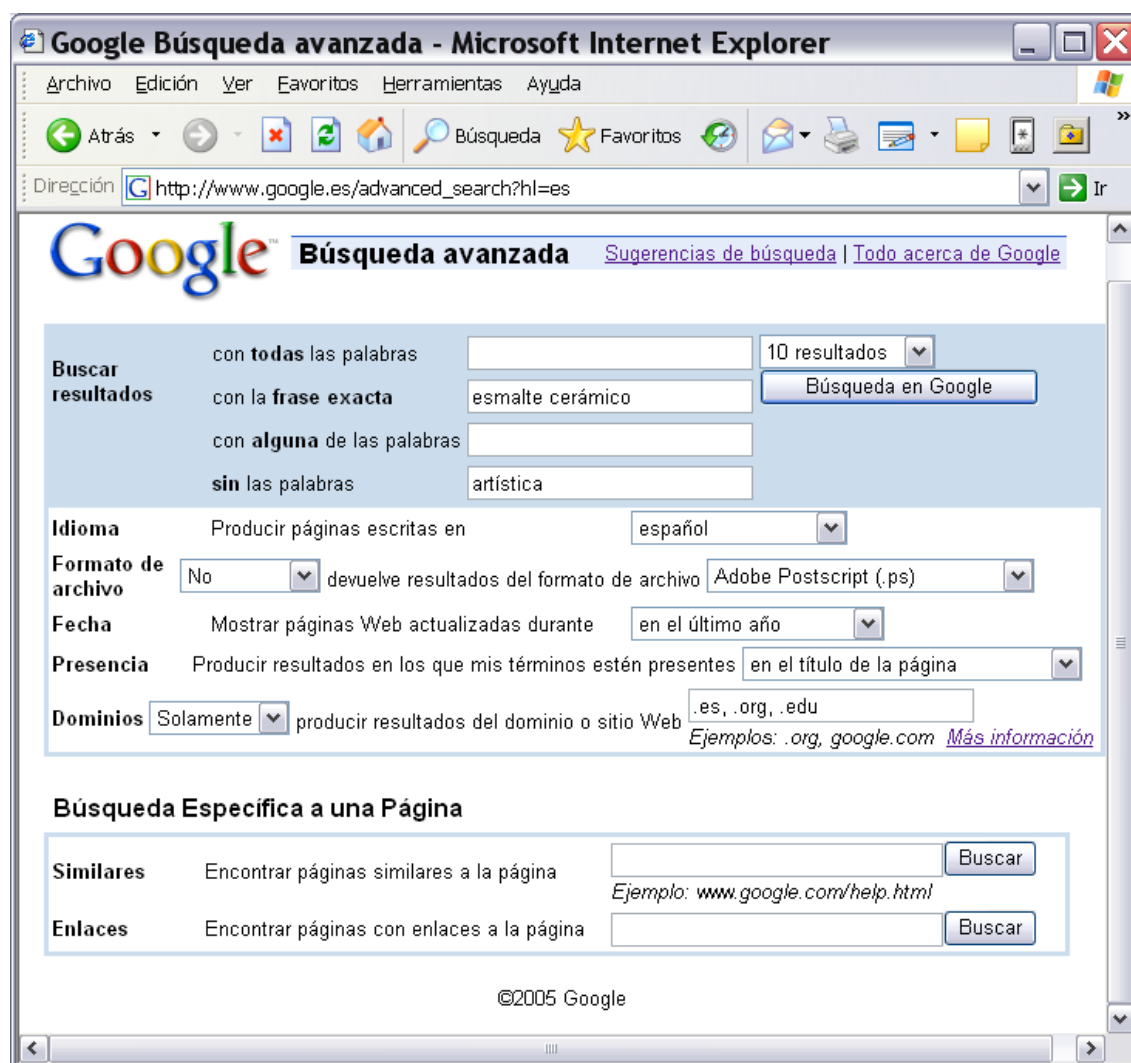 Google Búsqueda avanzada - Microsoft Internet Explorer
Archivo Edición Ver Favoritos Herramientas Ayuda
Atrás Búsqueda Favoritos »
Dirección http://www.google.es/advanced_search?hl=es Ir
Google™ Búsqueda avanzada Sugerencias de búsqueda | Todo acerca de Google
Buscar resultados
con todas las palabras 10 resultados
con la frase exacta esmalte cerámico Búsqueda en Google
con alguna de las palabras
sin las palabras artística
Idioma Producir páginas escritas en español
Formato de archivo No devuelve resultados del formato de archivo Adobe Postscript (.ps)
Fecha Mostrar páginas Web actualizadas durante en el último año
Presencia Producir resultados en los que mis términos estén presentes en el título de la página
Dominios Solamente producir resultados del dominio o sitio Web .es, .org, .edu
Ejemplos: .org, google.com Más información
Búsqueda Específica a una Página
Similares Encontrar páginas similares a la página Buscar
Ejemplo: www.google.com/help.html
Enlaces Encontrar páginas con enlaces a la página Buscar
©2005 Google